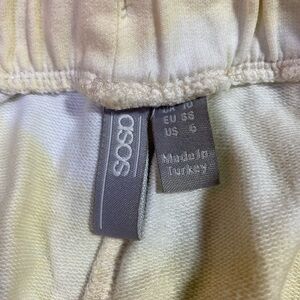 asos
UK 10
EU 38
US 6
Made In
Turkey